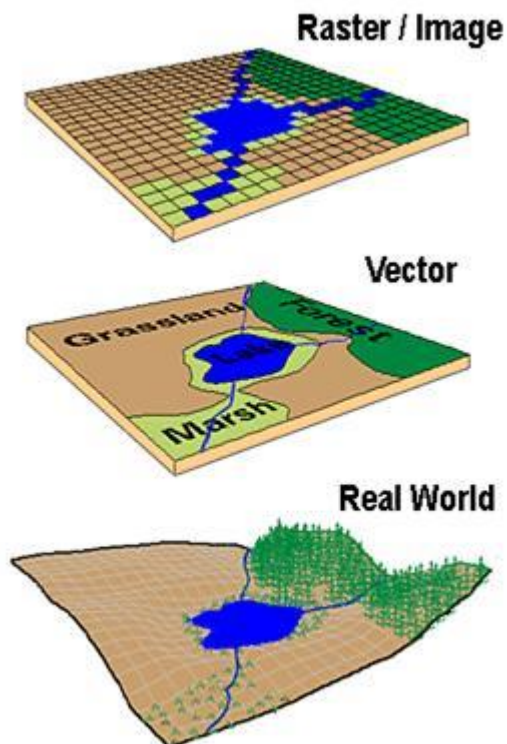 Raster / Image
Vector
Grassland
Forest
Lake
Marsh
Real World